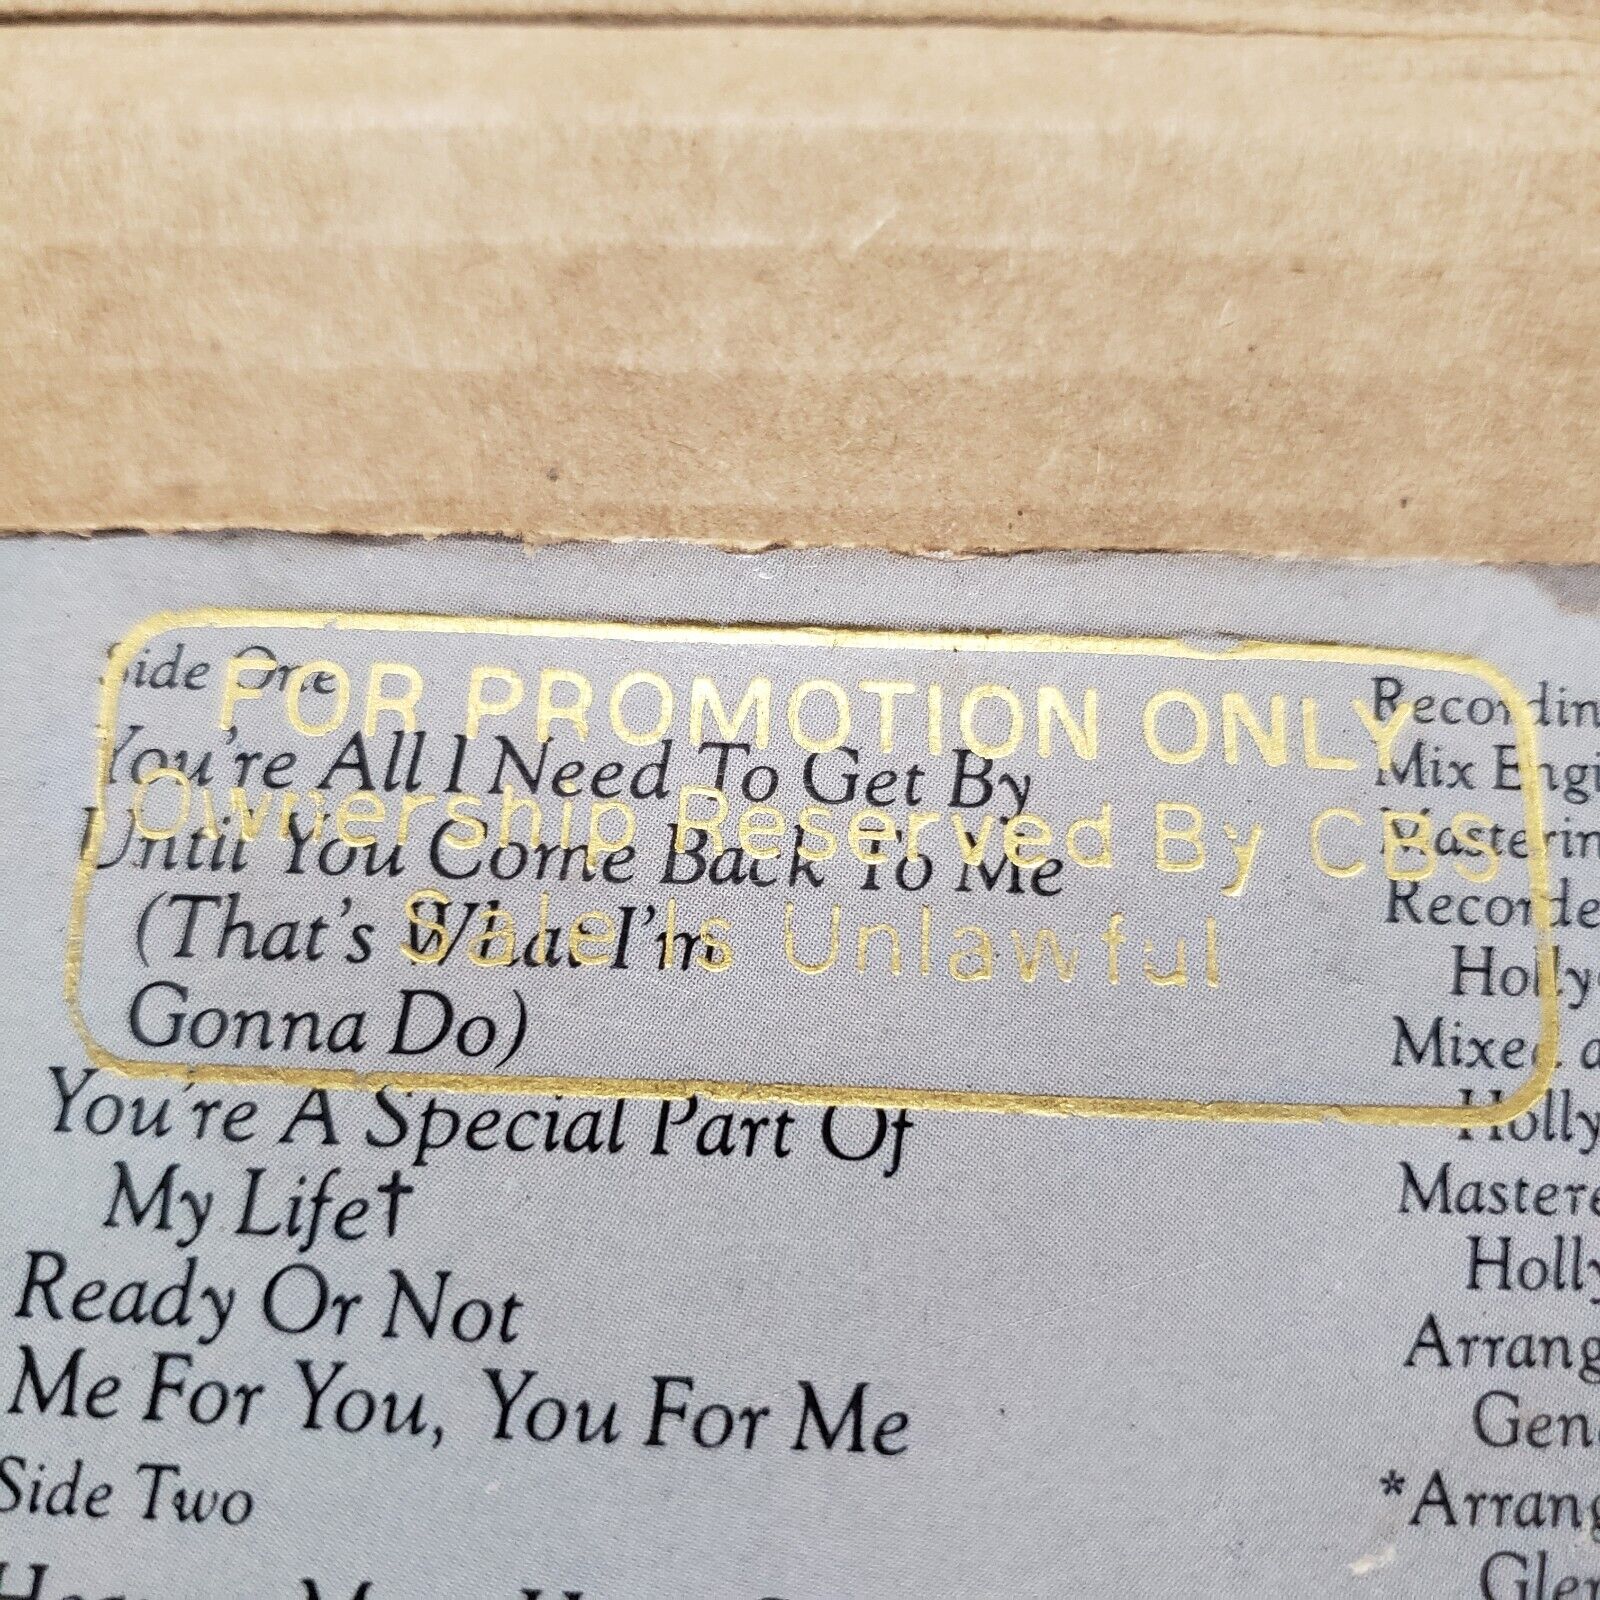 FOR PROMOTION ONLY
Ownership Reserved By CBS
Sale Is Unlawful
Side One
You're All I Need To Get By
Until You Come Back To Me
(That's What I'm
Gonna Do)
You're A Special Part Of
My Life†
Ready Or Not
Me For You, You For Me
Side Two
Recordin
Mix Engi
Masterin
Recorde
Holly
Mixed a
Holly
Mastere
Holly
Arrang
Gen
*Arrang
Glen